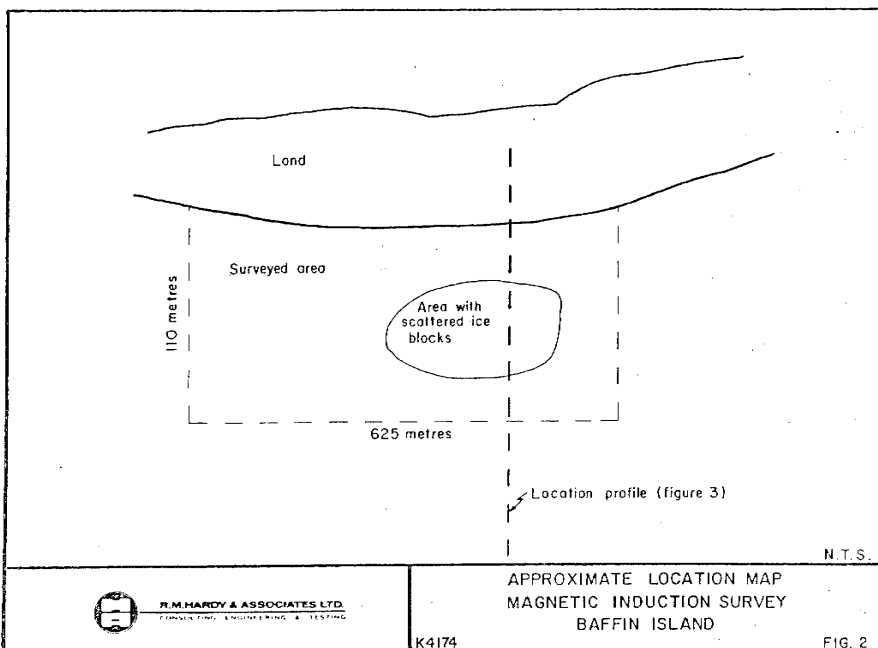 Land
Surveyed area
110 metres
Area with
scattered ice
blocks
625 metres
Location profile (figure 3)
N.T.S.
R.M.HARDY & ASSOCIATES LTD.
CONSULTING ENGINEERING & TESTING
APPROXIMATE LOCATION MAP
MAGNETIC INDUCTION SURVEY
BAFFIN ISLAND
K4174
FIG. 2